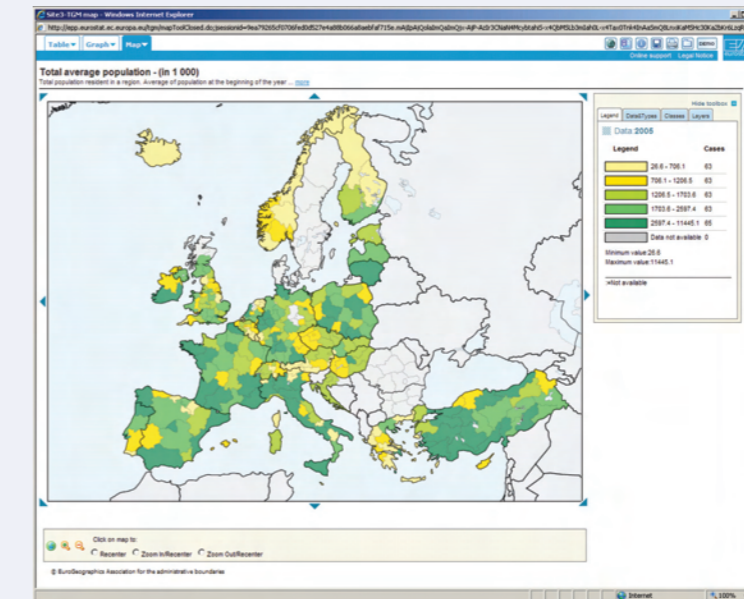 Site3-TGM map - Windows Internet Explorer
Table Graph Map
DEMO
Online support Legal Notice
Total average population - (in 1 000)
Total population resident in a region. Average of population at the beginning of the year ... more
Hide toolbox
Legend Data&Types Classes Layers
Data:2005
Legend Cases
26.6 - 706.1 63
706.1 - 1206.5 63
1206.5 - 1703.6 63
1703.6 - 2597.4 63
2597.4 - 11445.1 65
Data not available 0
Minimum value:26.6
Maximum value:11445.1
:=Not available
Click on map to:
Recenter Zoom In/Recenter Zoom Out/Recenter
© EuroGeographics Association for the administrative boundaries
Internet 100%